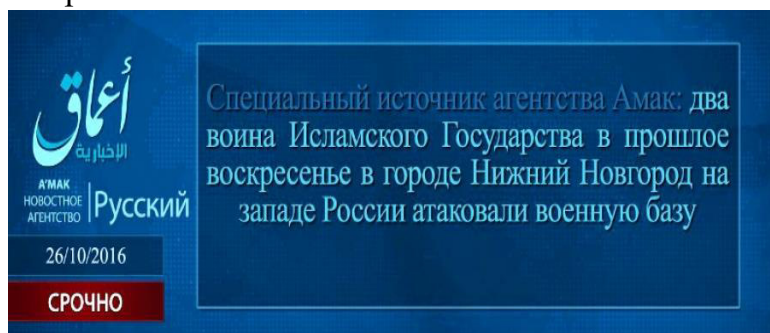 أعماق
الإخبارية
А'МАК
НОВОСТНОЕ
АГЕНТСТВО
Русский
26/10/2016
СРОЧНО
Специальный источник агентства Амак: два
воина Исламского Государства в прошлое
воскресенье в городе Нижний Новгород на
западе России атаковали военную базу